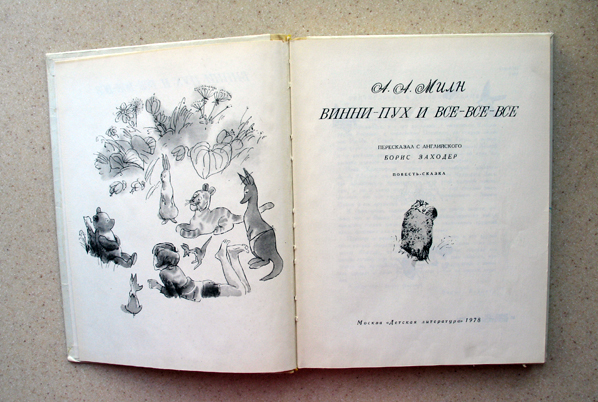 А. А. Милн
ВИННИ-ПУХ И ВСЕ-ВСЕ-ВСЕ
ПЕРЕСКАЗАЛ С АНГЛИЙСКОГО
БОРИС ЗАХОДЕР
ПОВЕСТЬ-СКАЗКА
Москва «Детская литература» 1978